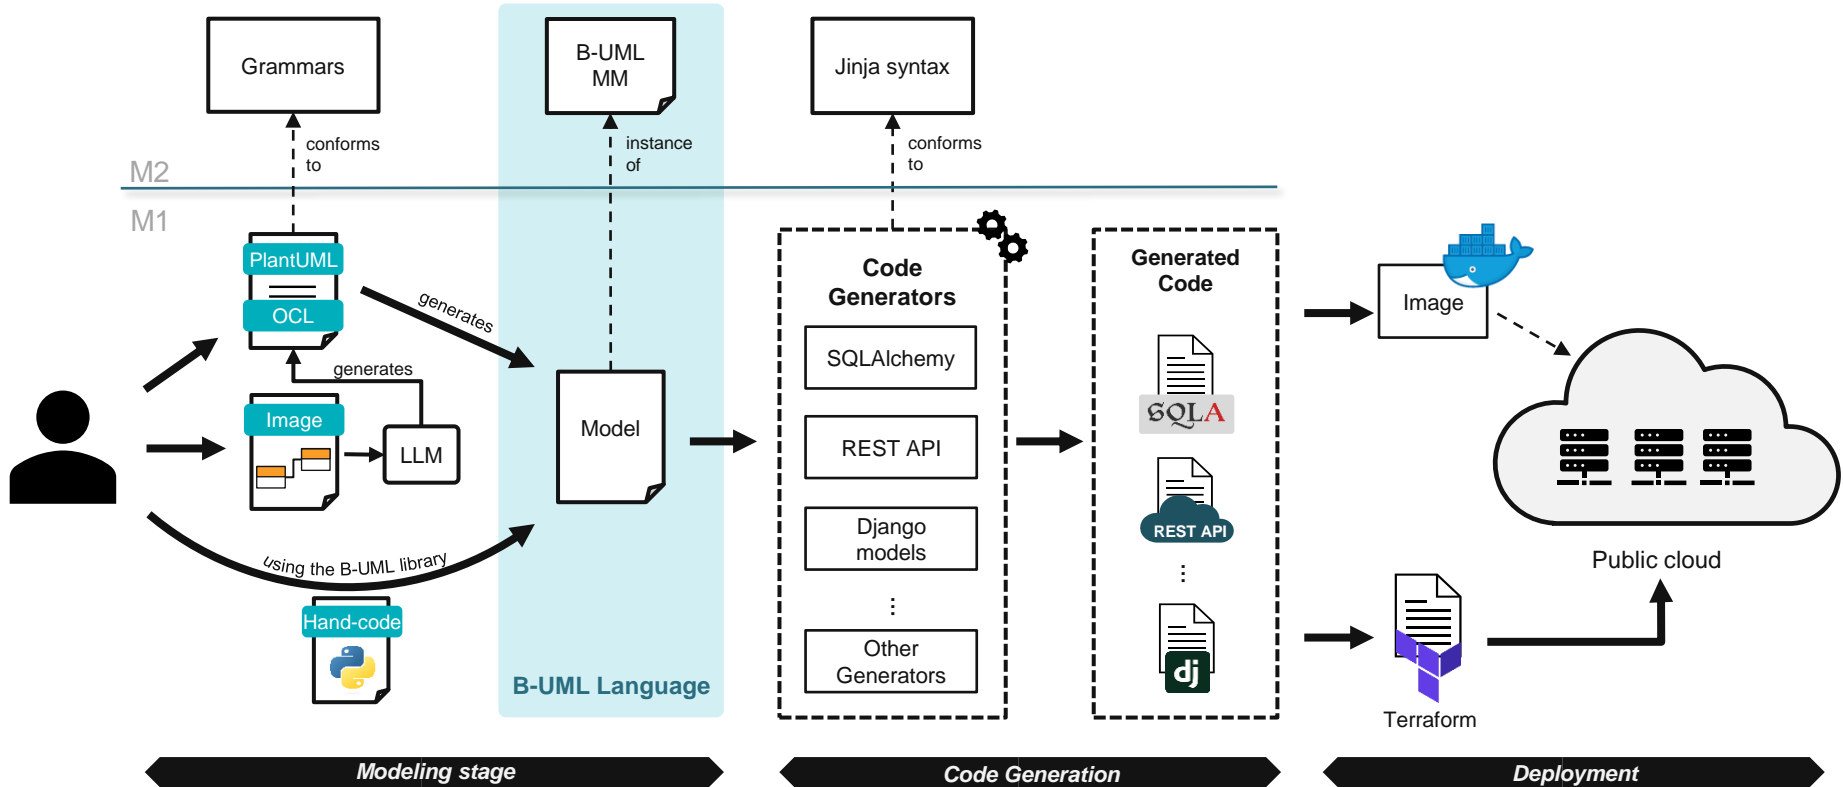 Grammars
B-UML
MM
Jinja syntax
conforms
to
instance
of
conforms
to
M2
M1
PlantUML
OCL
generates
generates
Image
LLM
Model
using the B-UML library
Hand-code
B-UML Language
Code
Generators
SQLAlchemy
REST API
Django
models
...
Other
Generators
Generated
Code
SQLA
REST API
...
dj
Image
Public cloud
Terraform
Modeling stage
Code Generation
Deployment